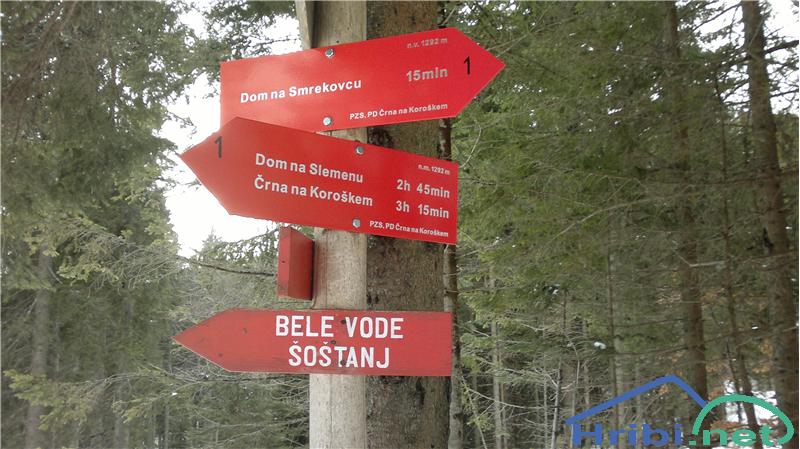 n.v. 1292 m
Dom na Smrekovcu 15min 1
PZS, PD Črna na Koroškem
1
n.m. 1292 m
Dom na Slemenu 2h 45min
Črna na Koroškem 3h 15min
PZS, PD Črna na Koroškem
BELE VODE
ŠOŠTANJ
Hribi.net